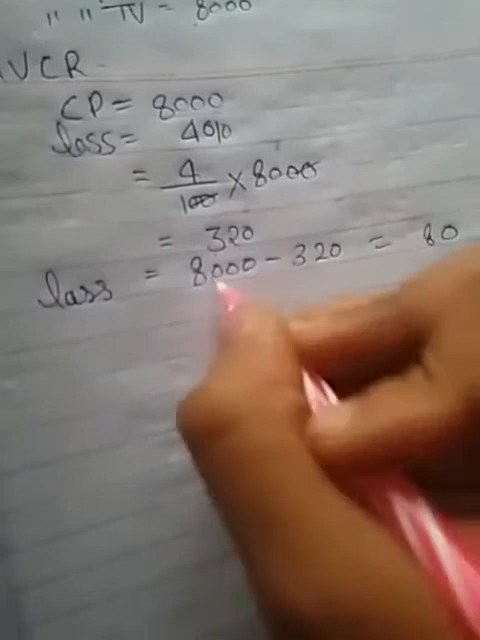 " " TV = 8000
VCR
CP = 8000
loss = 4%
= 4/100 × 8000
= 320
loss = 8000 - 320 = 80